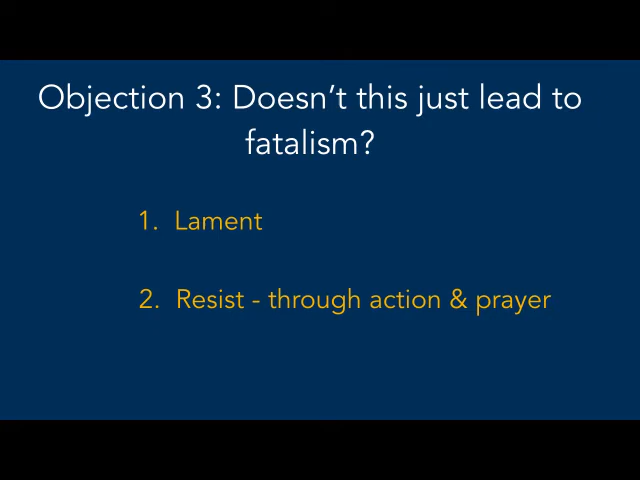 Objection 3: Doesn’t this just lead to
fatalism?
1. Lament
2. Resist - through action & prayer